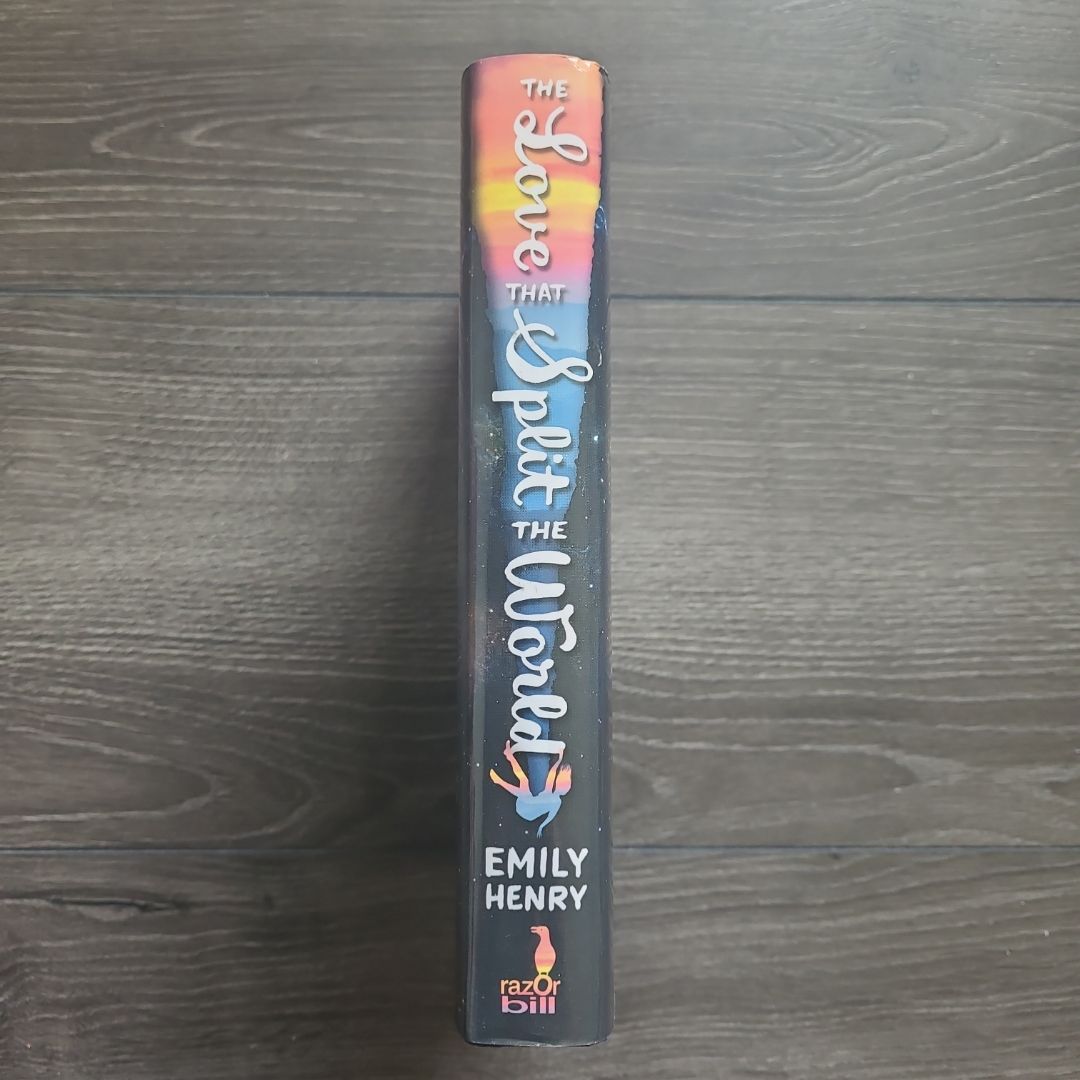 THE
Love
THAT
Split
THE
World
EMILY
HENRY
razOr
bill